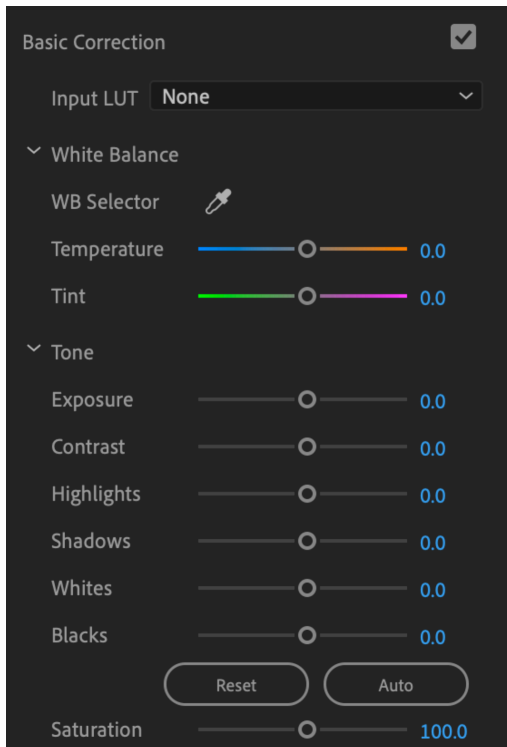 Basic Correction
Input LUT None
White Balance
WB Selector
Temperature 0.0
Tint 0.0
Tone
Exposure 0.0
Contrast 0.0
Highlights 0.0
Shadows 0.0
Whites 0.0
Blacks 0.0
Reset Auto
Saturation 100.0